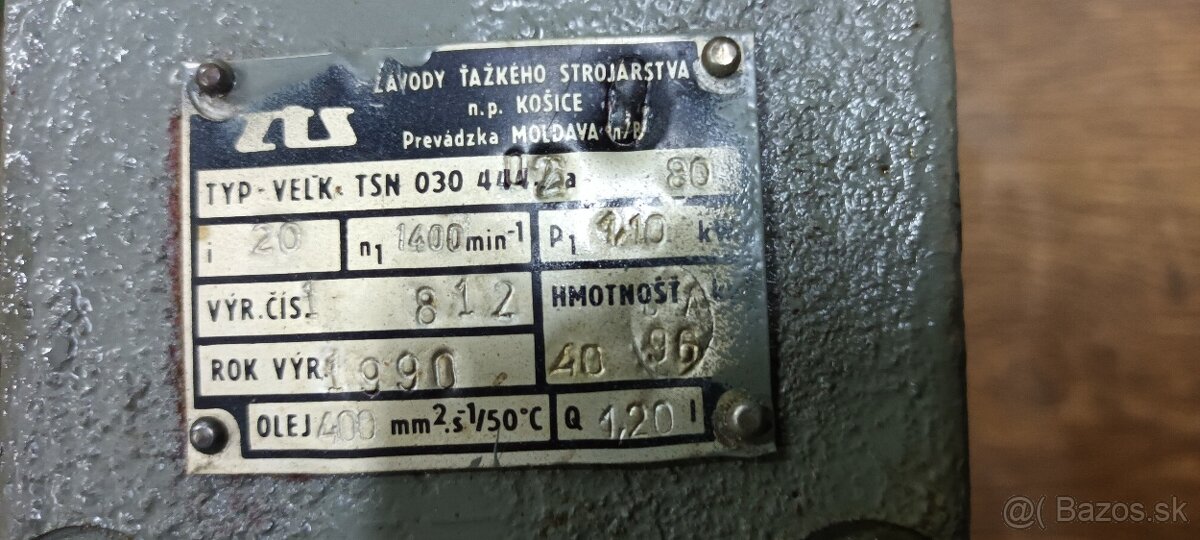 ZŤS
ZÁVODY ŤAŽKÉHO STROJÁRSTVA
n.p. KOŠICE
Prevádzka MOLDAVA n/B
TYP-VEĽK. TSN 030 444. 2a 80
i 20 n1 1400 min-1 P1 1,10 kW
VÝR.ČÍS. 1 812 HMOTNOSŤ
ROK VÝR. 1990 40 96
OLEJ 400 mm2.s-1/50°C Q 1,20 l
@( Bazos.sk